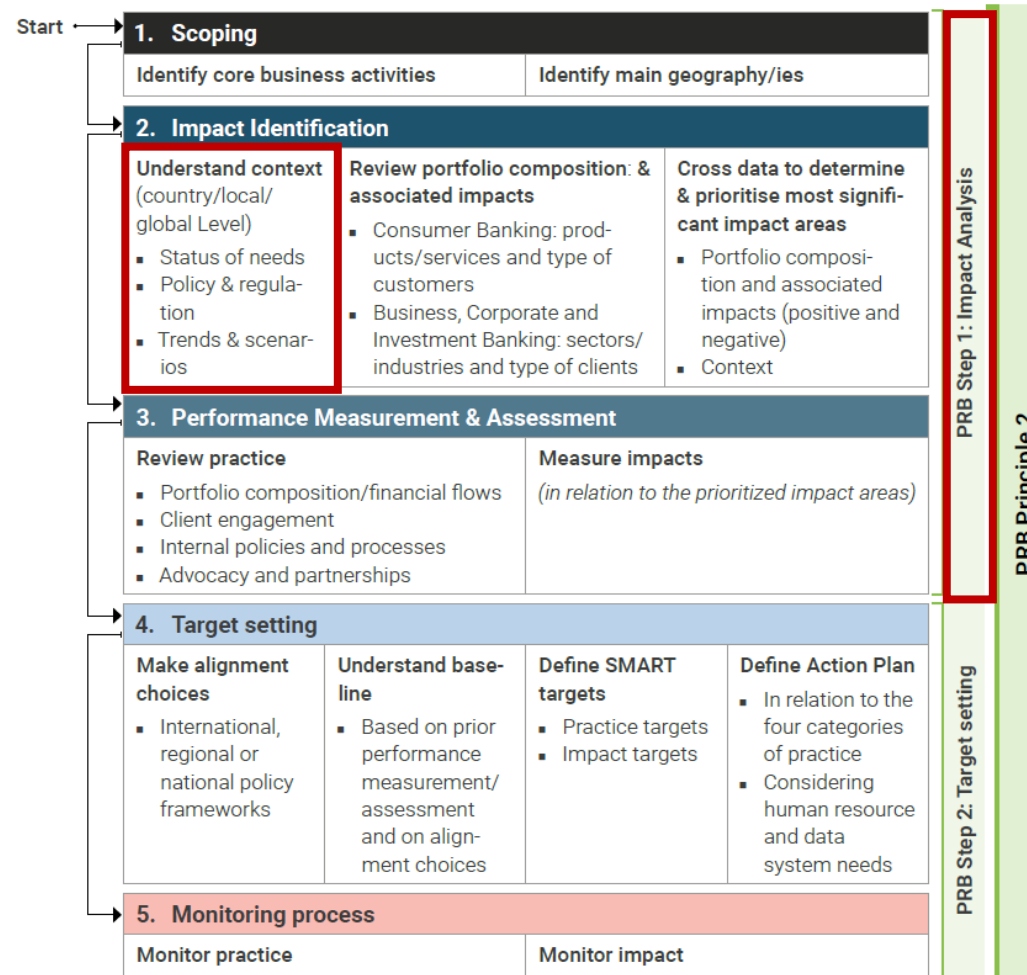 Start
1. Scoping
Identify core business activities
Identify main geography/ies
2. Impact Identification
Understand context
(country/local/
global Level)
▪ Status of needs
▪ Policy & regula-
tion
▪ Trends & scenar-
ios
Review portfolio composition: &
associated impacts
▪ Consumer Banking: prod-
ucts/services and type of
customers
▪ Business, Corporate and
Investment Banking: sectors/
industries and type of clients
Cross data to determine
& prioritise most signifi-
cant impact areas
▪ Portfolio composi-
tion and associated
impacts (positive and
negative)
▪ Context
3. Performance Measurement & Assessment
Review practice
▪ Portfolio composition/financial flows
▪ Client engagement
▪ Internal policies and processes
▪ Advocacy and partnerships
Measure impacts
(in relation to the prioritized impact areas)
4. Target setting
Make alignment
choices
▪ International,
regional or
national policy
frameworks
Understand base-
line
▪ Based on prior
performance
measurement/
assessment
and on align-
ment choices
Define SMART
targets
▪ Practice targets
▪ Impact targets
Define Action Plan
▪ In relation to the
four categories
of practice
▪ Considering
human resource
and data
system needs
5. Monitoring process
Monitor practice
Monitor impact
PRB Step 1: Impact Analysis
PRB Step 2: Target setting
PRB Principle 2